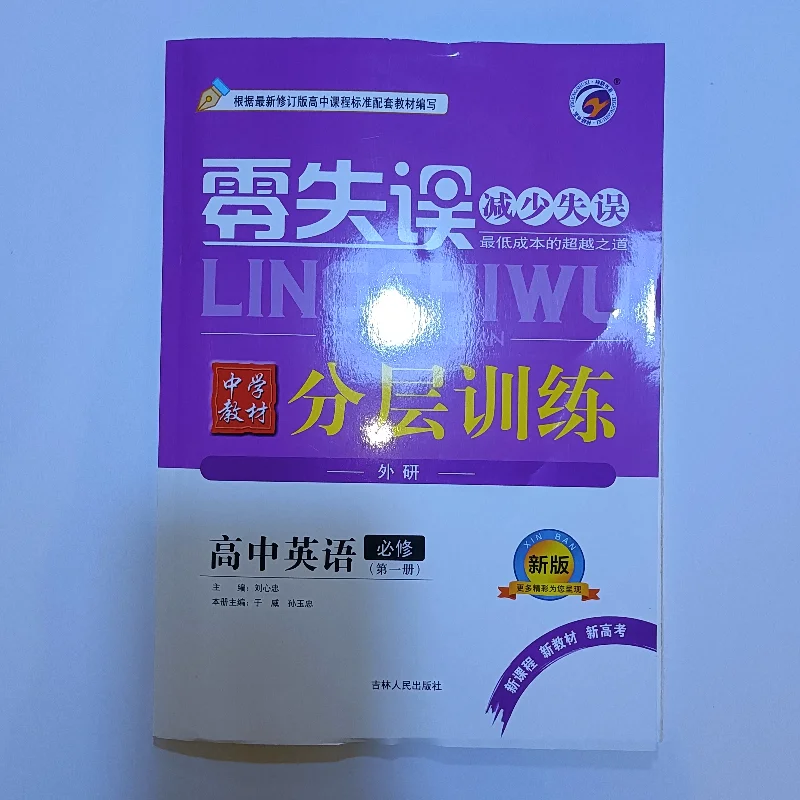 根据最新修订版高中课程标准配套教材编写
零失误
减少失误
最低成本的超越之道
中学教材
分层训练
外研
高中英语 必修
(第一册)
主 编:刘心忠
本册主编:于 威 孙玉忠
XIN BAN
新版
更多精彩为您呈现
新课程 新教材 新高考
吉林人民出版社